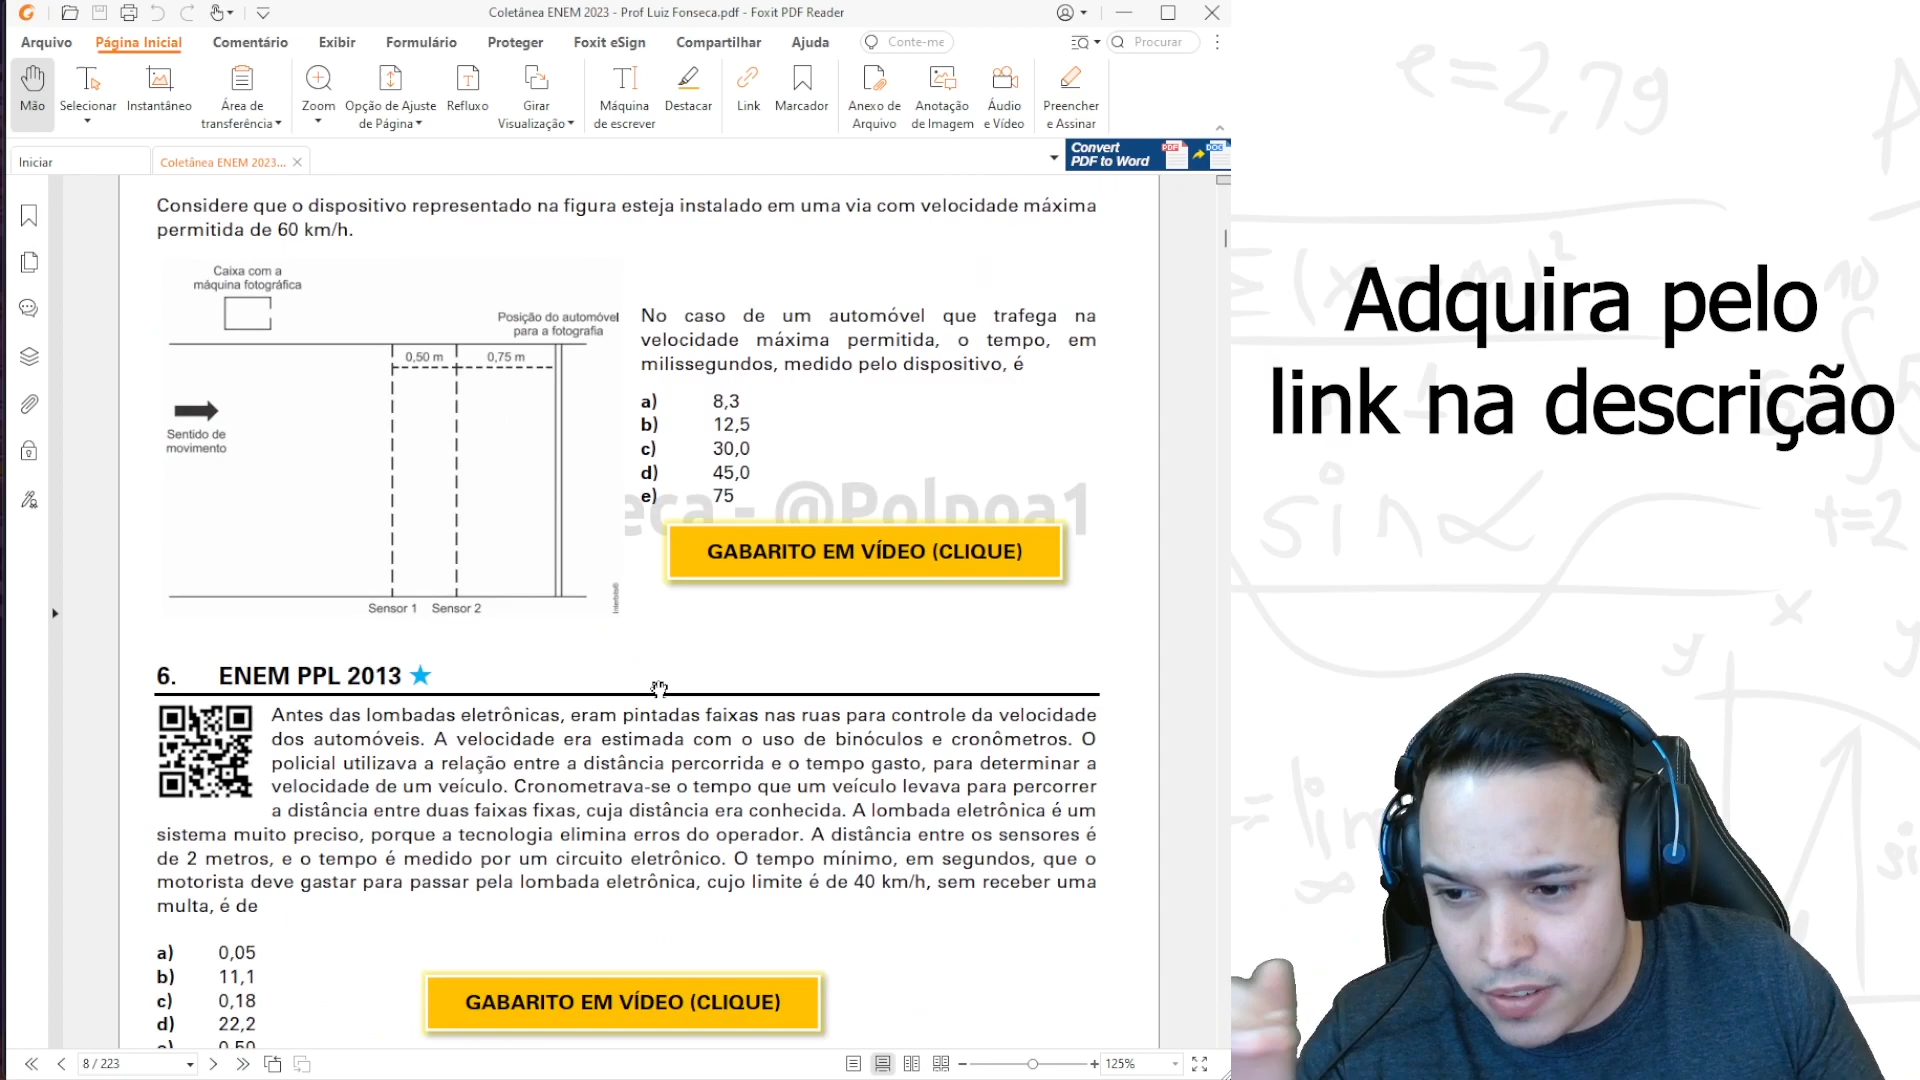 Coletânea ENEM 2023 - Prof Luiz Fonseca.pdf - Foxit PDF Reader
Arquivo Página Inicial Comentário Exibir Formulário Proteger Foxit eSign Compartilhar Ajuda Conte-me Procurar
Mão Selecionar Instantâneo Área de transferência Zoom Opção de Ajuste de Página Refluxo Girar Visualização Máquina de escrever Destacar Link Marcador Anexo de Arquivo Anotação de Imagem Áudio e Vídeo Preencher e Assinar
Iniciar Coletânea ENEM 2023...
Convert
PDF to Word
PDF DOC
Considere que o dispositivo representado na figura esteja instalado em uma via com velocidade máxima
permitida de 60 km/h.
Caixa com a
máquina fotográfica
Posição do automóvel
para a fotografia
0,50 m 0,75 m
Sentido de
movimento
Sensor 1 Sensor 2
Interbits®
No caso de um automóvel que trafega na
velocidade máxima permitida, o tempo, em
milissegundos, medido pelo dispositivo, é
a) 8,3
b) 12,5
c) 30,0
d) 45,0
e) 75
eca - @Polpoa1
GABARITO EM VÍDEO (CLIQUE)
6. ENEM PPL 2013
Antes das lombadas eletrônicas, eram pintadas faixas nas ruas para controle da velocidade
dos automóveis. A velocidade era estimada com o uso de binóculos e cronômetros. O
policial utilizava a relação entre a distância percorrida e o tempo gasto, para determinar a
velocidade de um veículo. Cronometrava-se o tempo que um veículo levava para percorrer
a distância entre duas faixas fixas, cuja distância era conhecida. A lombada eletrônica é um
sistema muito preciso, porque a tecnologia elimina erros do operador. A distância entre os sensores é
de 2 metros, e o tempo é medido por um circuito eletrônico. O tempo mínimo, em segundos, que o
motorista deve gastar para passar pela lombada eletrônica, cujo limite é de 40 km/h, sem receber uma
multa, é de
a) 0,05
b) 11,1
c) 0,18
d) 22,2
e) 0,50
GABARITO EM VÍDEO (CLIQUE)
8 / 223
125%
e=2,79
Adquira pelo
link na descrição
sin∝
t=2
x
y
= lim